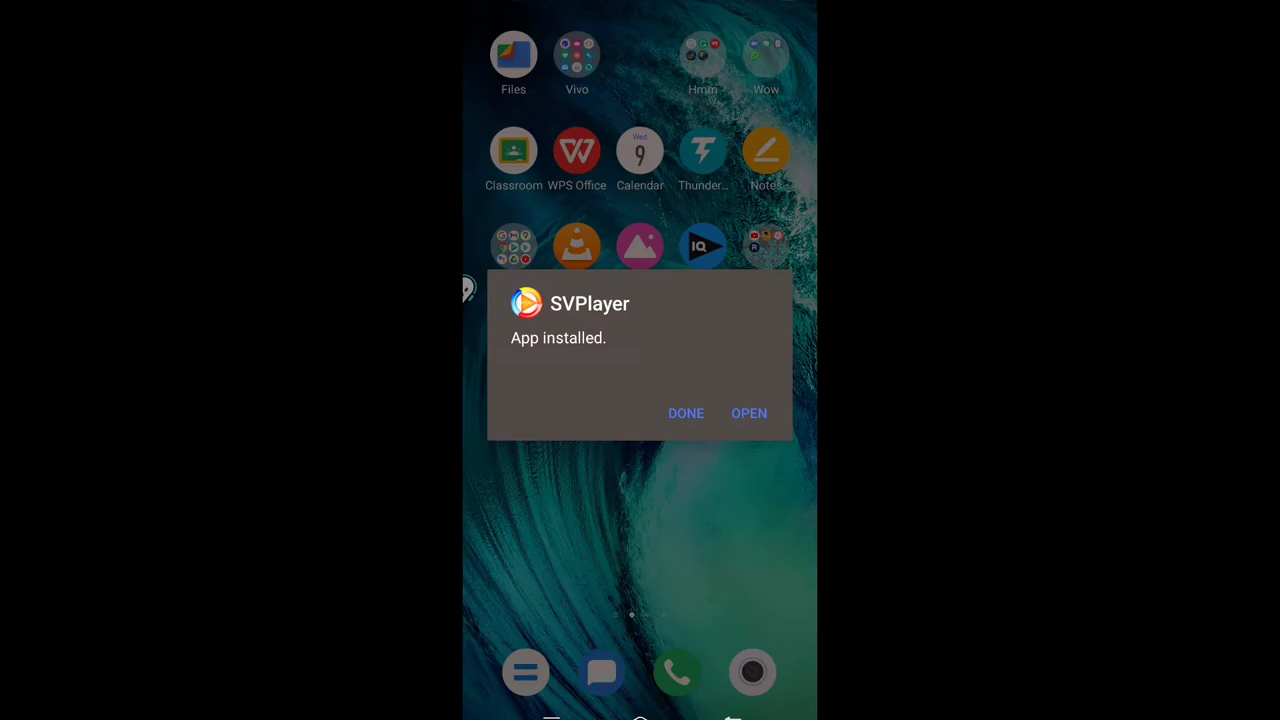 Files Vivo Hmm Wow
Wed
9
Classroom WPS Office Calendar Thunder... Notes
IQ
SVPlayer
App installed.
DONE OPEN